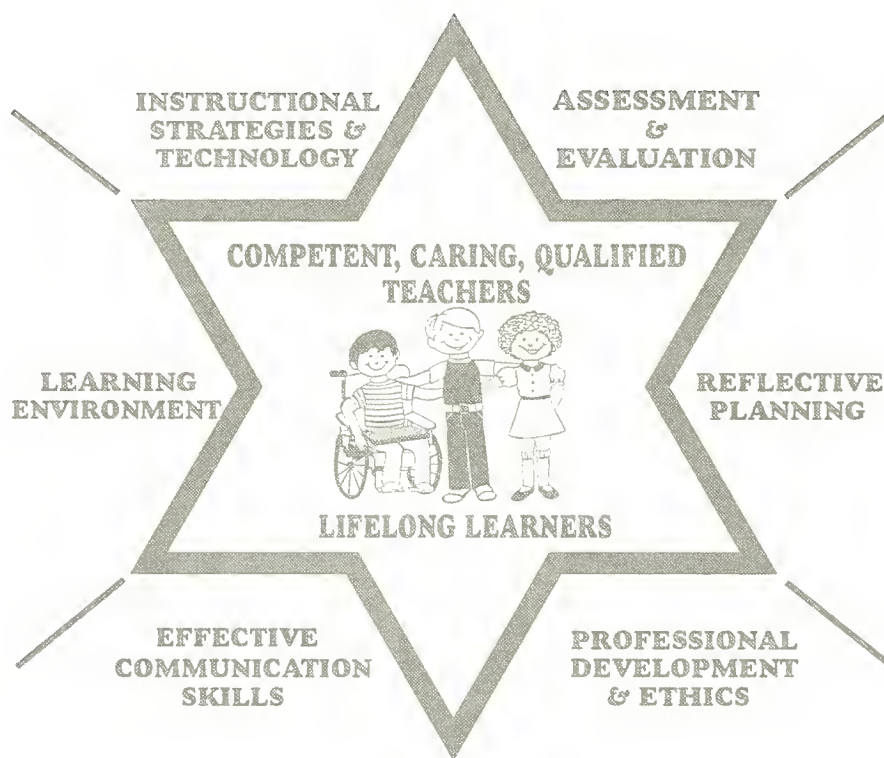 INSTRUCTIONAL
STRATEGIES &
TECHNOLOGY
ASSESSMENT
&
EVALUATION
COMPETENT, CARING, QUALIFIED
TEACHERS
LEARNING
ENVIRONMENT
REFLECTIVE
PLANNING
LIFELONG LEARNERS
EFFECTIVE
COMMUNICATION
SKILLS
PROFESSIONAL
DEVELOPMENT
& ETHICS